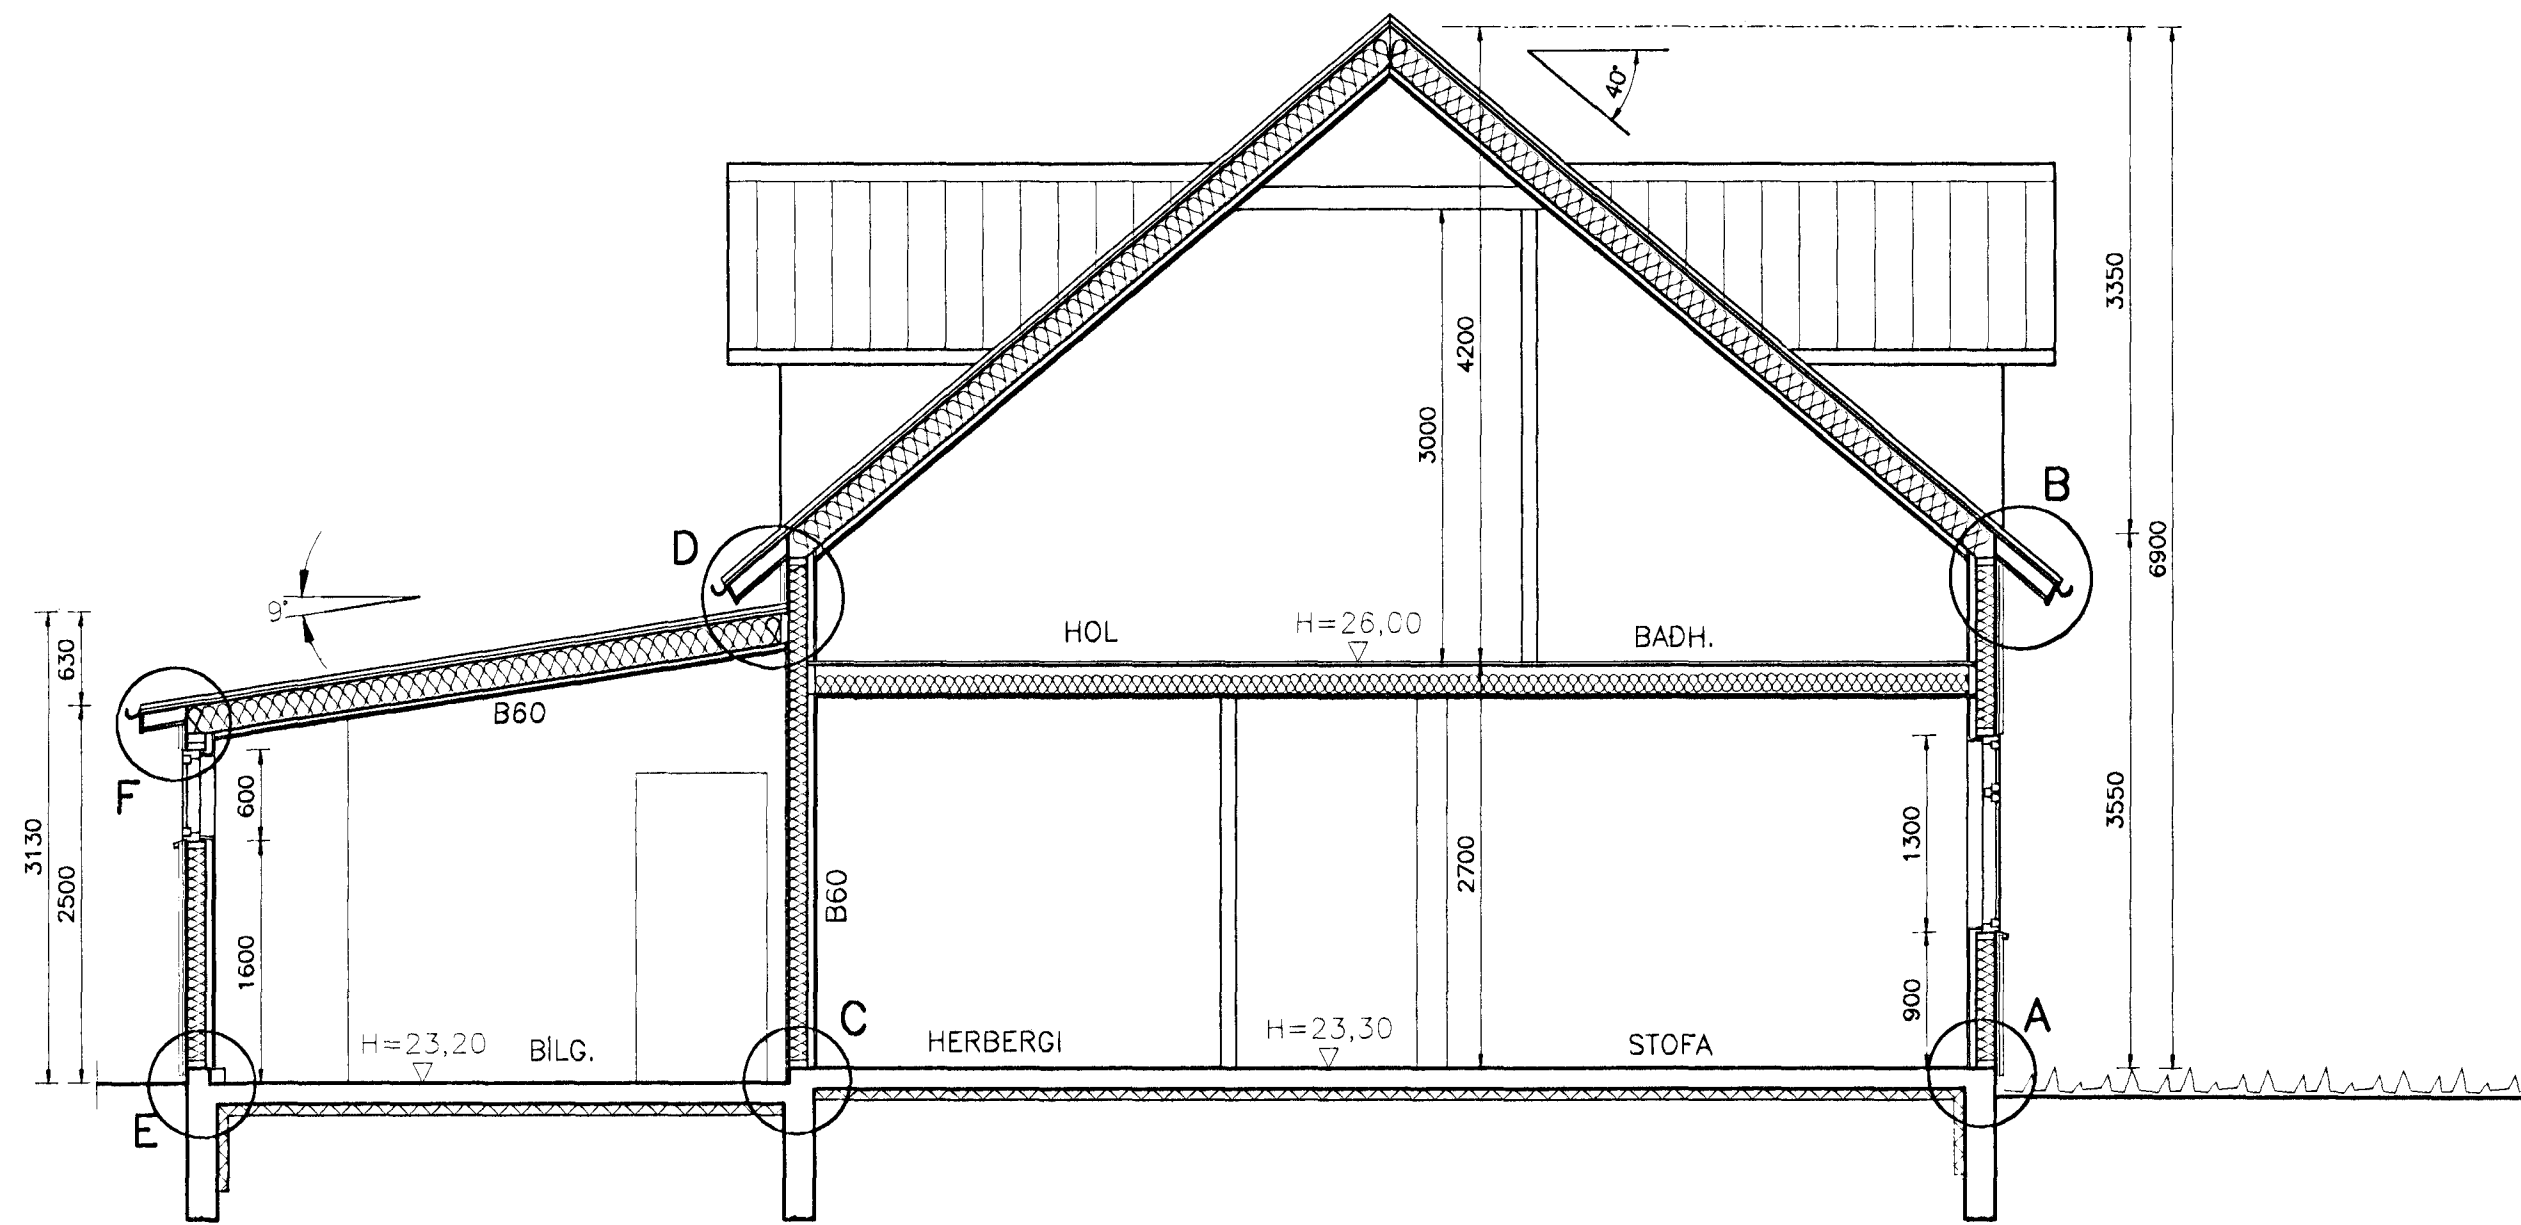 40°
3350
4200
3000
B
D
6900
9°
630
HOL
H=26,00
BAÐH.
B60
F
600
3130
2500
1600
B60
2700
1300
3550
900
C
A
H=23,20
BÍLG.
HERBERGI
H=23,30
STOFA
E